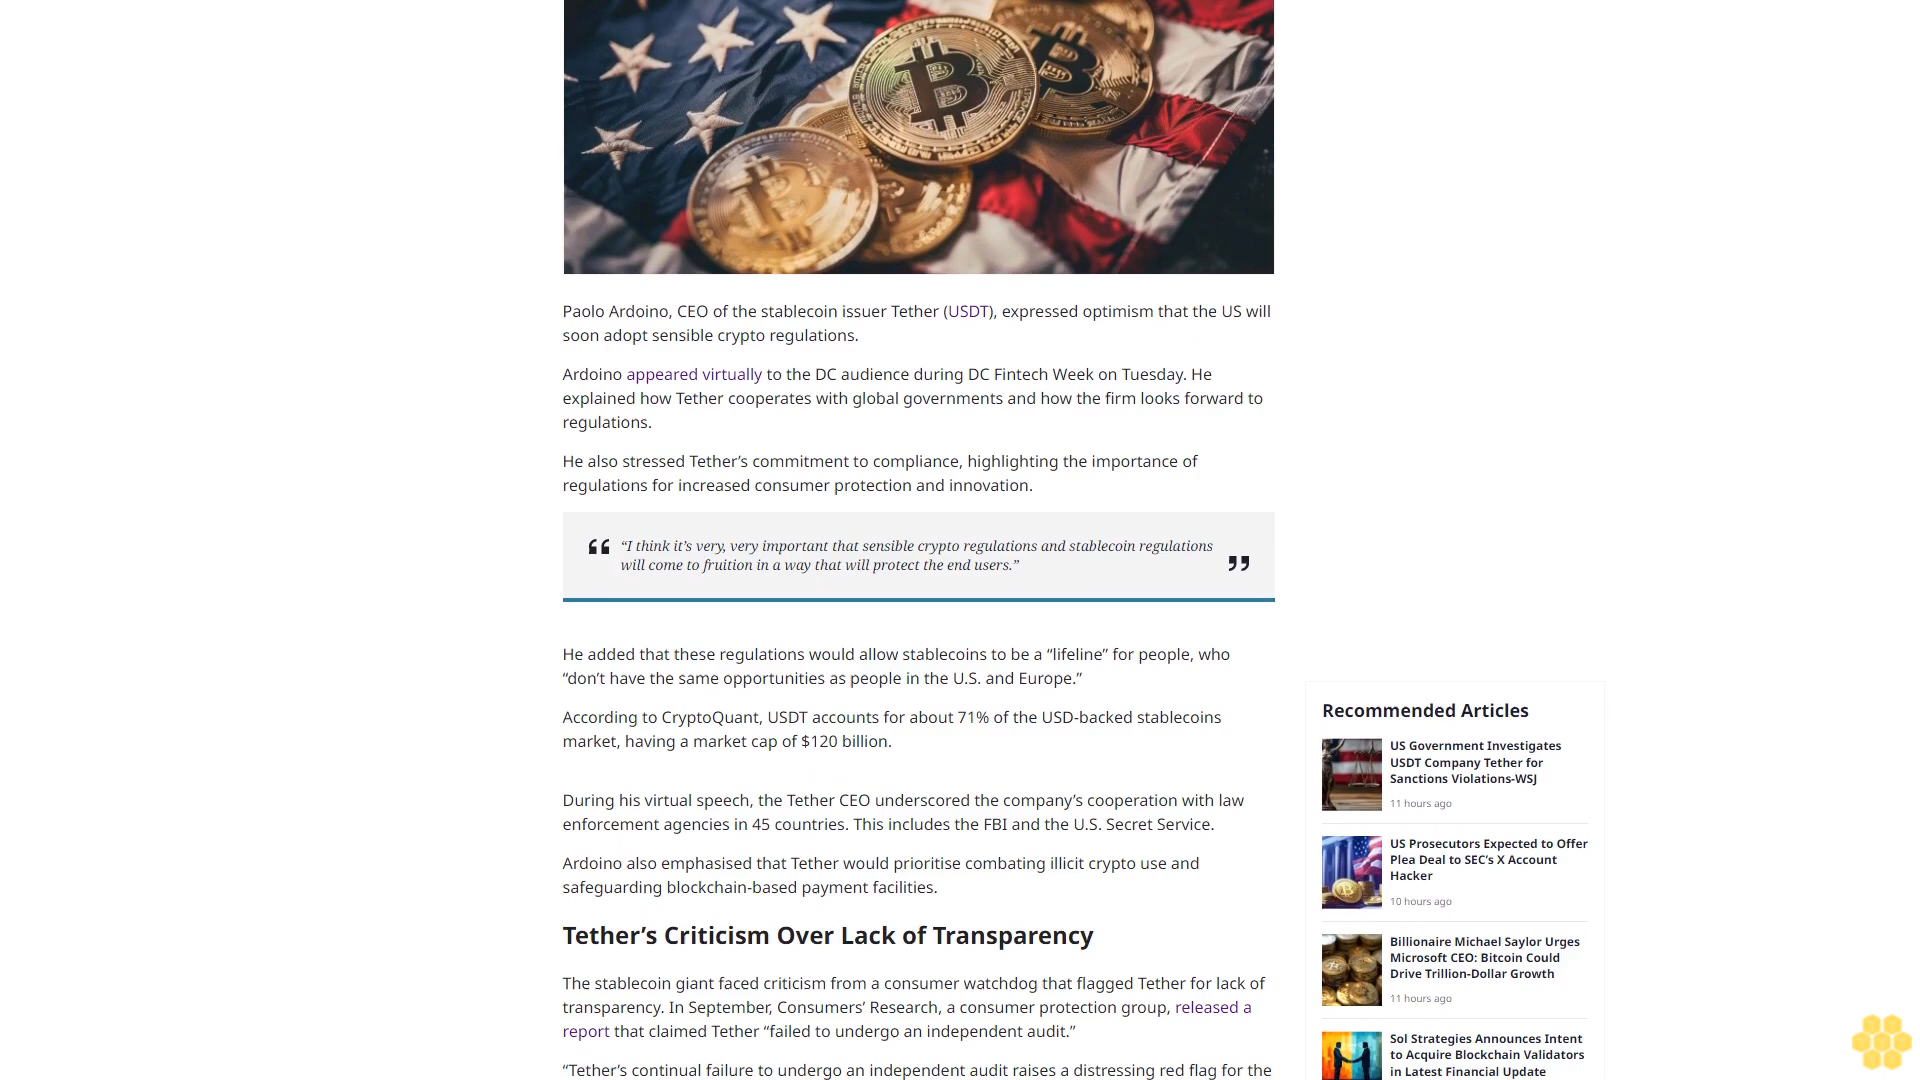 Paolo Ardoino, CEO of the stablecoin issuer Tether (USDT), expressed optimism that the US will
soon adopt sensible crypto regulations.
Ardoino appeared virtually to the DC audience during DC Fintech Week on Tuesday. He
explained how Tether cooperates with global governments and how the firm looks forward to
regulations.
He also stressed Tether’s commitment to compliance, highlighting the importance of
regulations for increased consumer protection and innovation.
“I think it’s very, very important that sensible crypto regulations and stablecoin regulations
will come to fruition in a way that will protect the end users.”
He added that these regulations would allow stablecoins to be a “lifeline” for people, who
“don’t have the same opportunities as people in the U.S. and Europe.”
According to CryptoQuant, USDT accounts for about 71% of the USD-backed stablecoins
market, having a market cap of $120 billion.
During his virtual speech, the Tether CEO underscored the company’s cooperation with law
enforcement agencies in 45 countries. This includes the FBI and the U.S. Secret Service.
Ardoino also emphasised that Tether would prioritise combating illicit crypto use and
safeguarding blockchain-based payment facilities.
Tether’s Criticism Over Lack of Transparency
The stablecoin giant faced criticism from a consumer watchdog that flagged Tether for lack of
transparency. In September, Consumers’ Research, a consumer protection group, released a
report that claimed Tether “failed to undergo an independent audit.”
“Tether’s continual failure to undergo an independent audit raises a distressing red flag for the
Recommended Articles
US Government Investigates
USDT Company Tether for
Sanctions Violations-WSJ
11 hours ago
US Prosecutors Expected to Offer
Plea Deal to SEC’s X Account
Hacker
10 hours ago
Billionaire Michael Saylor Urges
Microsoft CEO: Bitcoin Could
Drive Trillion-Dollar Growth
11 hours ago
Sol Strategies Announces Intent
to Acquire Blockchain Validators
in Latest Financial Update